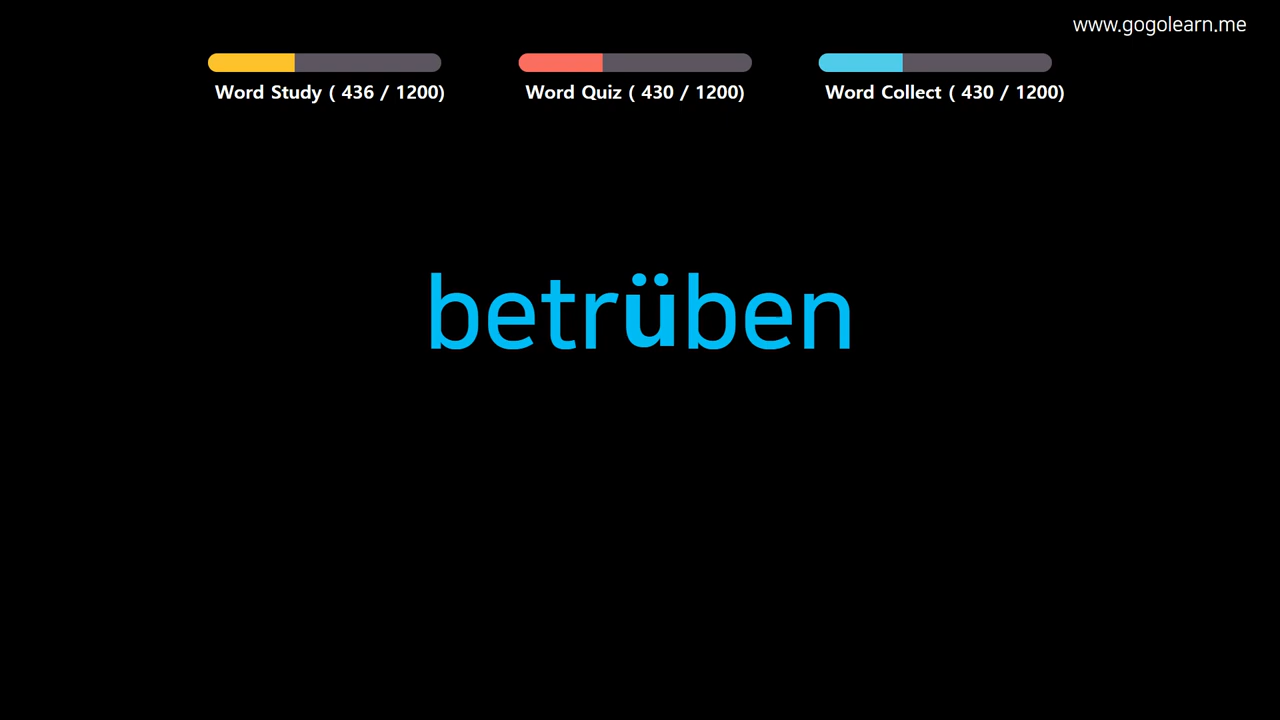 www.gogolearn.me
Word Study ( 436 / 1200)
Word Quiz ( 430 / 1200)
Word Collect ( 430 / 1200)
betrüben